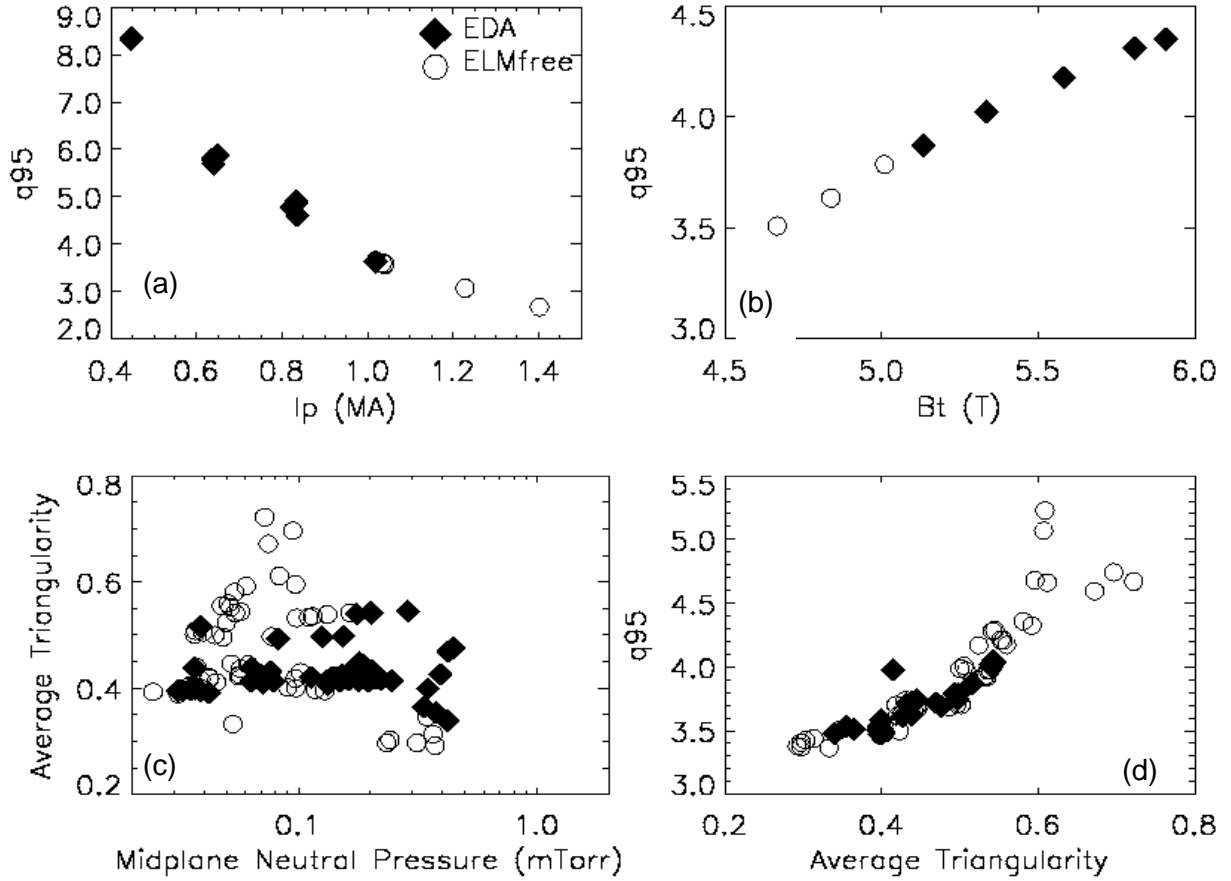 9.0
8.0
7.0
6.0
5.0
4.0
3.0
2.0
q95
EDA
ELMfree
(a)
0.4 0.6 0.8 1.0 1.2 1.4
Ip (MA)
4.5
4.0
3.5
3.0
q95
(b)
4.5 5.0 5.5 6.0
Bt (T)
0.8
0.6
0.4
0.2
Average Triangularity
(c)
0.1 1.0
Midplane Neutral Pressure (mTorr)
5.5
5.0
4.5
4.0
3.5
3.0
q95
(d)
0.2 0.4 0.6 0.8
Average Triangularity